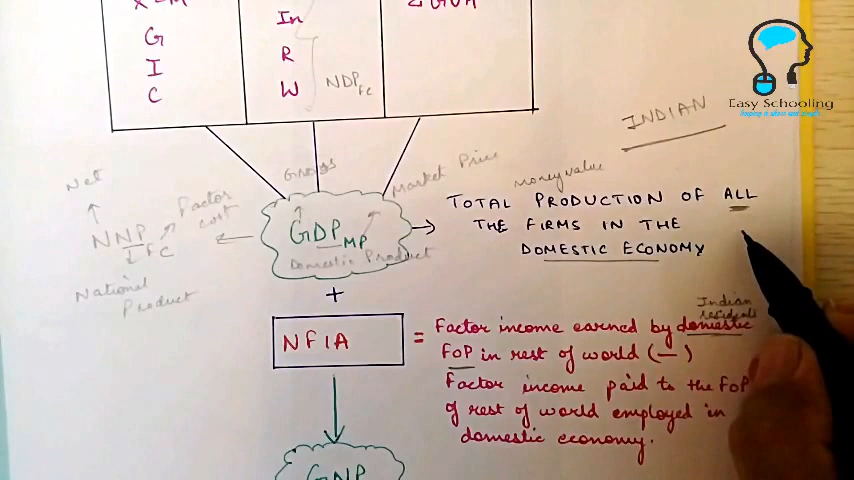 X-M
G
I
C
In
R
W
NDP FC
Σ GVA
INDIAN
Easy Schooling
Net
Gross
Market Price
money value
NNP FC
Factor cost
National Product
GDP MP
Domestic Product
TOTAL PRODUCTION OF ALL
THE FIRMS IN THE
DOMESTIC ECONOMY
+
NFIA
=
Indian
residents
Factor income earned by domestic
FOP in rest of world (—)
Factor income paid to the FOP
of rest of world employed in
domestic economy.
GNP